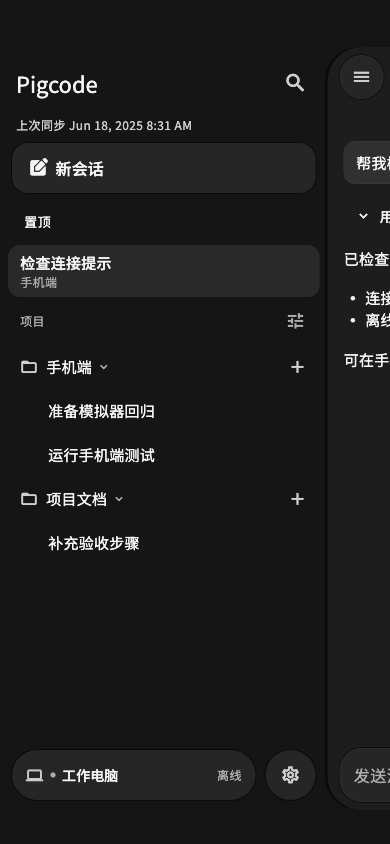 Pigcode
上次同步 Jun 18, 2025 8:31 AM
新会话
置顶
检查连接提示
手机端
项目
手机端
准备模拟器回归
运行手机端测试
项目文档
补充验收步骤
工作电脑
离线
帮我
用
已检查
• 连接
• 离线
可在手
发送